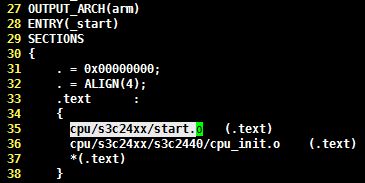 27 OUTPUT_ARCH(arm)
28 ENTRY(_start)
29 SECTIONS
30 {
31     . = 0x00000000;
32     . = ALIGN(4);
33     .text      :
34     {
35       cpu/s3c24xx/start.o   (.text)
36       cpu/s3c24xx/s3c2440/cpu_init.o    (.text)
37       *(.text)
38     }